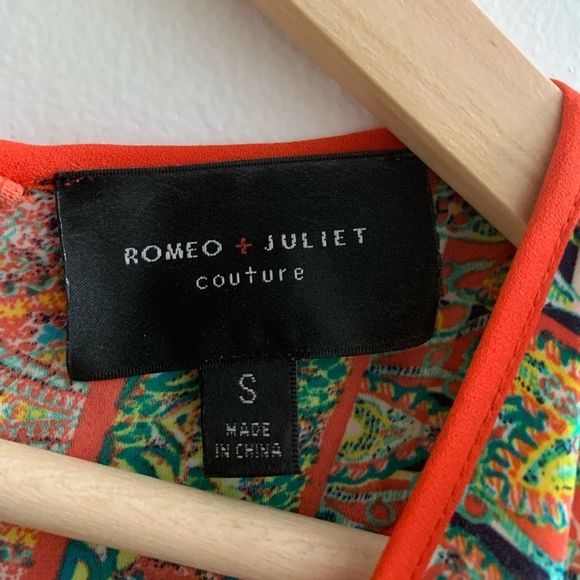 ROMEO + JULIET
couture
S
MADE
IN CHINA